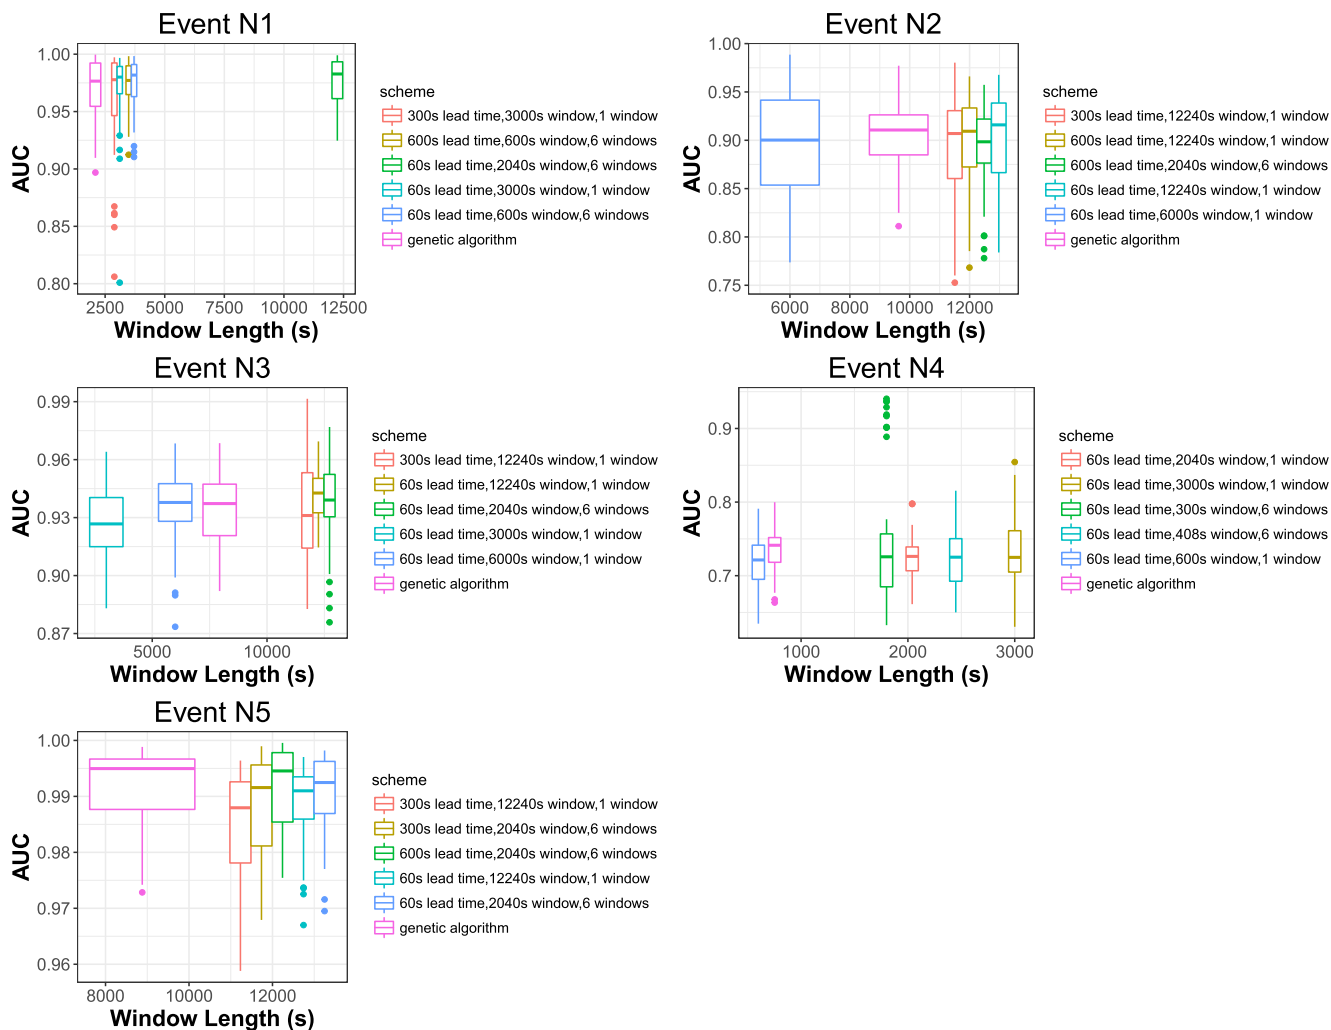 Event N1
AUC
1.00
0.95
0.90
0.85
0.80
2500 5000 7500 10000 12500
Window Length (s)
scheme
300s lead time,3000s window,1 window
600s lead time,600s window,6 windows
60s lead time,2040s window,6 windows
60s lead time,3000s window,1 window
60s lead time,600s window,6 windows
genetic algorithm
Event N2
AUC
1.00
0.95
0.90
0.85
0.80
0.75
6000 8000 10000 12000
Window Length (s)
scheme
300s lead time,12240s window,1 window
600s lead time,12240s window,1 window
600s lead time,2040s window,6 windows
60s lead time,12240s window,1 window
60s lead time,6000s window,1 window
genetic algorithm
Event N3
AUC
0.99
0.96
0.93
0.90
0.87
5000 10000
Window Length (s)
scheme
300s lead time,12240s window,1 window
60s lead time,12240s window,1 window
60s lead time,2040s window,6 windows
60s lead time,3000s window,1 window
60s lead time,6000s window,1 window
genetic algorithm
Event N4
AUC
0.9
0.8
0.7
1000 2000 3000
Window Length (s)
scheme
60s lead time,2040s window,1 window
60s lead time,3000s window,1 window
60s lead time,300s window,6 windows
60s lead time,408s window,6 windows
60s lead time,600s window,1 window
genetic algorithm
Event N5
AUC
1.00
0.99
0.98
0.97
0.96
8000 10000 12000
Window Length (s)
scheme
300s lead time,12240s window,1 window
300s lead time,2040s window,6 windows
600s lead time,2040s window,6 windows
60s lead time,12240s window,1 window
60s lead time,2040s window,6 windows
genetic algorithm